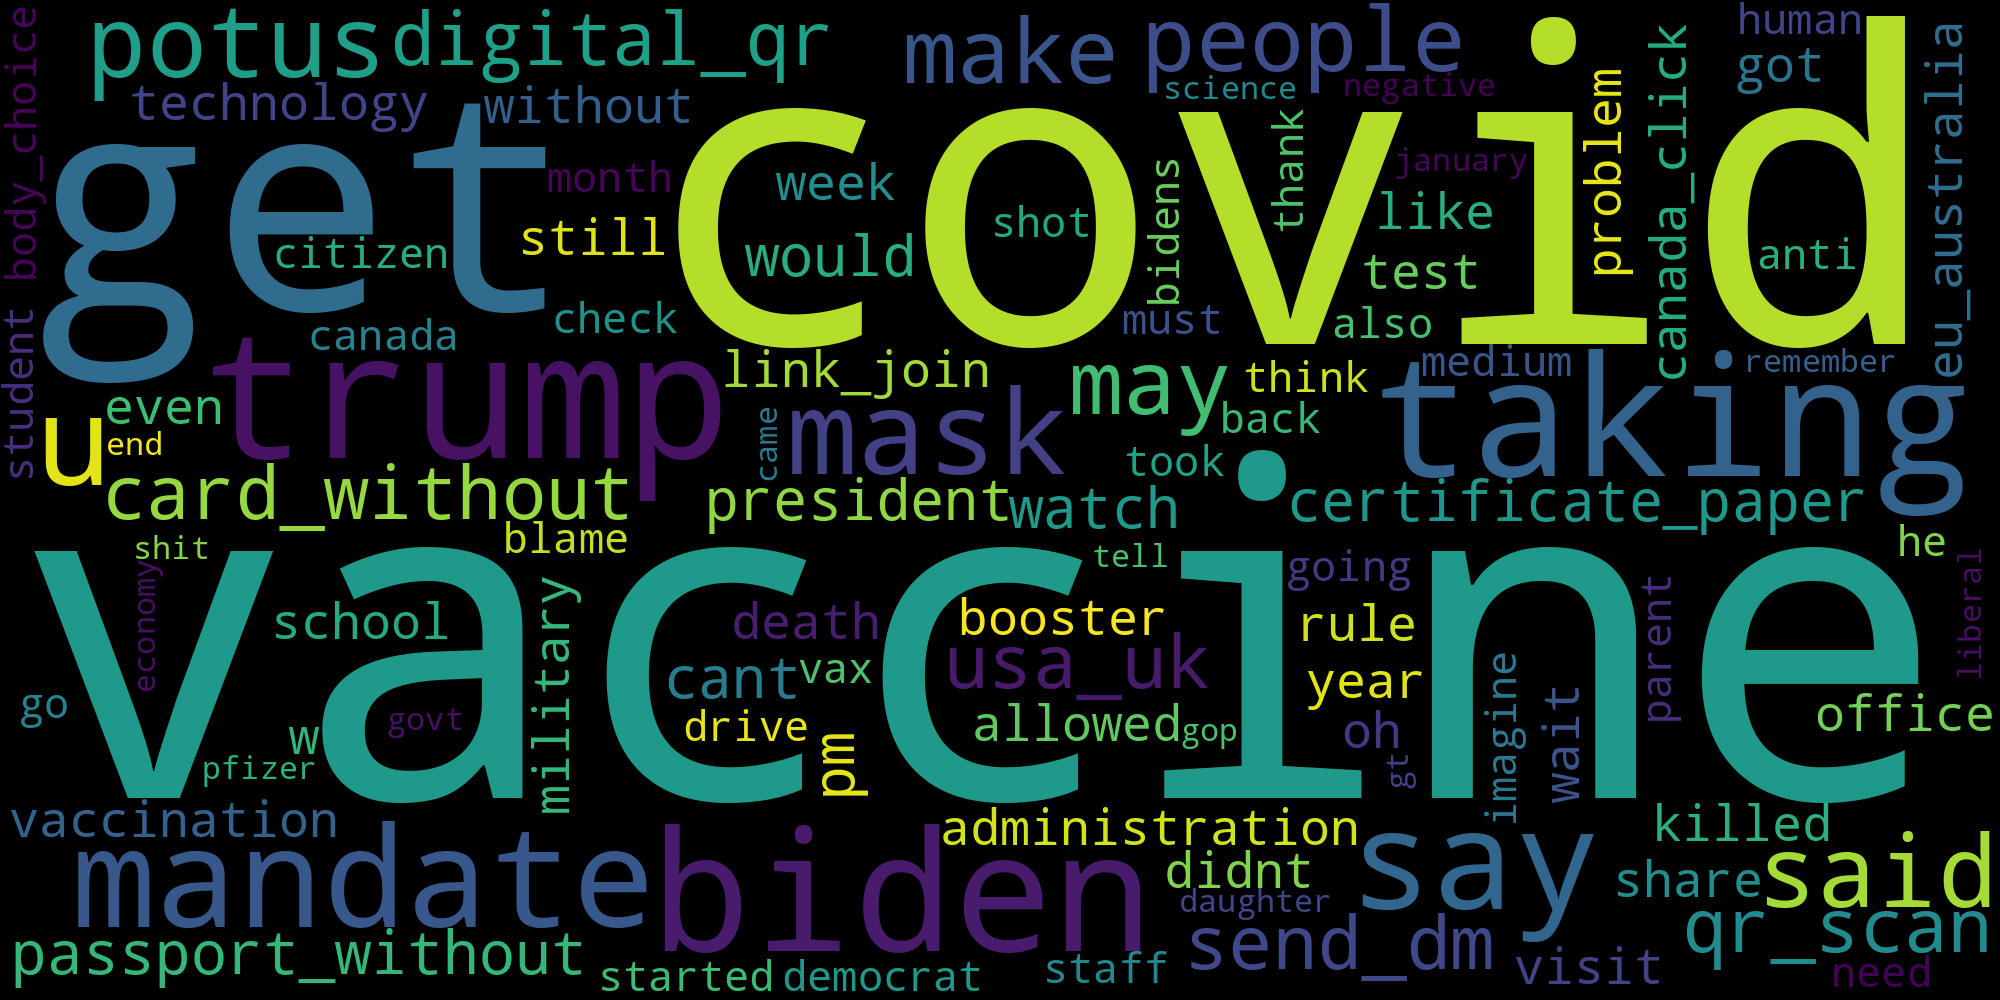 potus
digital_qr
make
people
human
body_choice
technology
without
science
negative
problem
canada_click
got
eu_australia
get
covid
month
week
shot
bidens
thank
january
like
anti
citizen
still
would
test
canada
check
must
also
student
trump
link_join
may
think
medium
remember
taking
even
u
end
came
mask
back
took
card_without
president
watch
certificate_paper
shit
blame
tell
going
he
liberal
vaccine
economy
school
military
death
booster
rule
parent
cant
vax
usa_uk
year
imagine
wait
go
govt
w
drive
pm
allowed
gop
oh
gt
office
pfizer
vaccination
administration
killed
mandate
biden
didnt
say
share
said
daughter
passport_without
started
democrat
staff
send_dm
visit
qr_scan
need